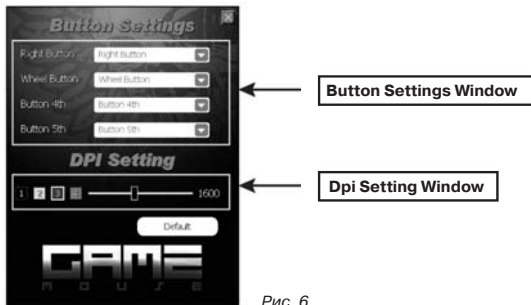 Button Settings
Right Button Right Button
Wheel Button Wheel Button
Button Settings Window
Button 4th Button 4th
Button 5th Button 5th
DPI Setting
Dpi Setting Window
1 2 3 1600
Default
GAME
MOUSE
Рис. 6